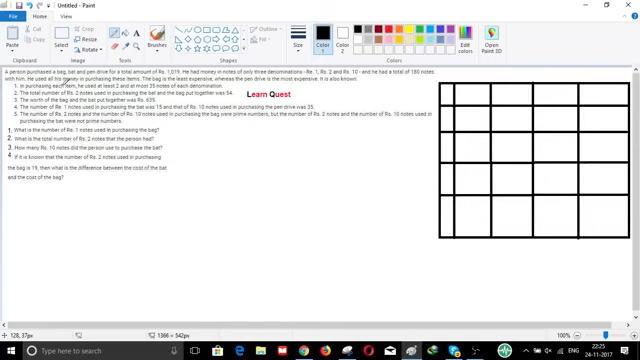 Untitled - Paint
File Home View
Paste Cut Copy Clipboard
Select Crop Resize Rotate Image
Tools
Brushes
Shapes Outline Fill
Size
Color 1 Color 2 Colors
Edit colors
Open Paint 3D
A person purchased a bag, bat and pen drive for a total amount of Rs. 1,019. He had money in notes of only three denominations - Re. 1, Rs. 2 and Rs. 10 - and he had a total of 180 notes
with him. He used all his money in purchasing these items. The bag is the least expensive, whereas the pen drive is the most expensive. It is also known:
1. In purchasing each item, he used at least 2 and at most 35 notes of each denomination.
2. The total number of Rs. 2 notes used in purchasing the bat and the bag put together was 54.
3. The worth of the bag and the bat put together was Rs. 635.
4. The number of Re. 1 notes used in purchasing the bat was 15 and that of Rs. 10 notes used in purchasing the pen drive was 35.
5. The number of Rs. 2 notes and the number of Rs. 10 notes used in purchasing the bag were prime numbers, but the number of Rs. 2 notes and the number of Rs. 10 notes used in
purchasing the bat were not prime numbers.
Learn Quest
1. What is the number of Re. 1 notes used in purchasing the bag?
2. What is the total number of Rs. 2 notes that the person had?
3. How many Rs. 10 notes did the person use to purchase the bat?
4. If it is known that the number of Rs. 2 notes used in purchasing
the bag is 19, then what is the difference between the cost of the bat
and the cost of the bag?
128, 37px
1366 × 542px
100%
Type here to search
ENG
22:25
24-11-2017